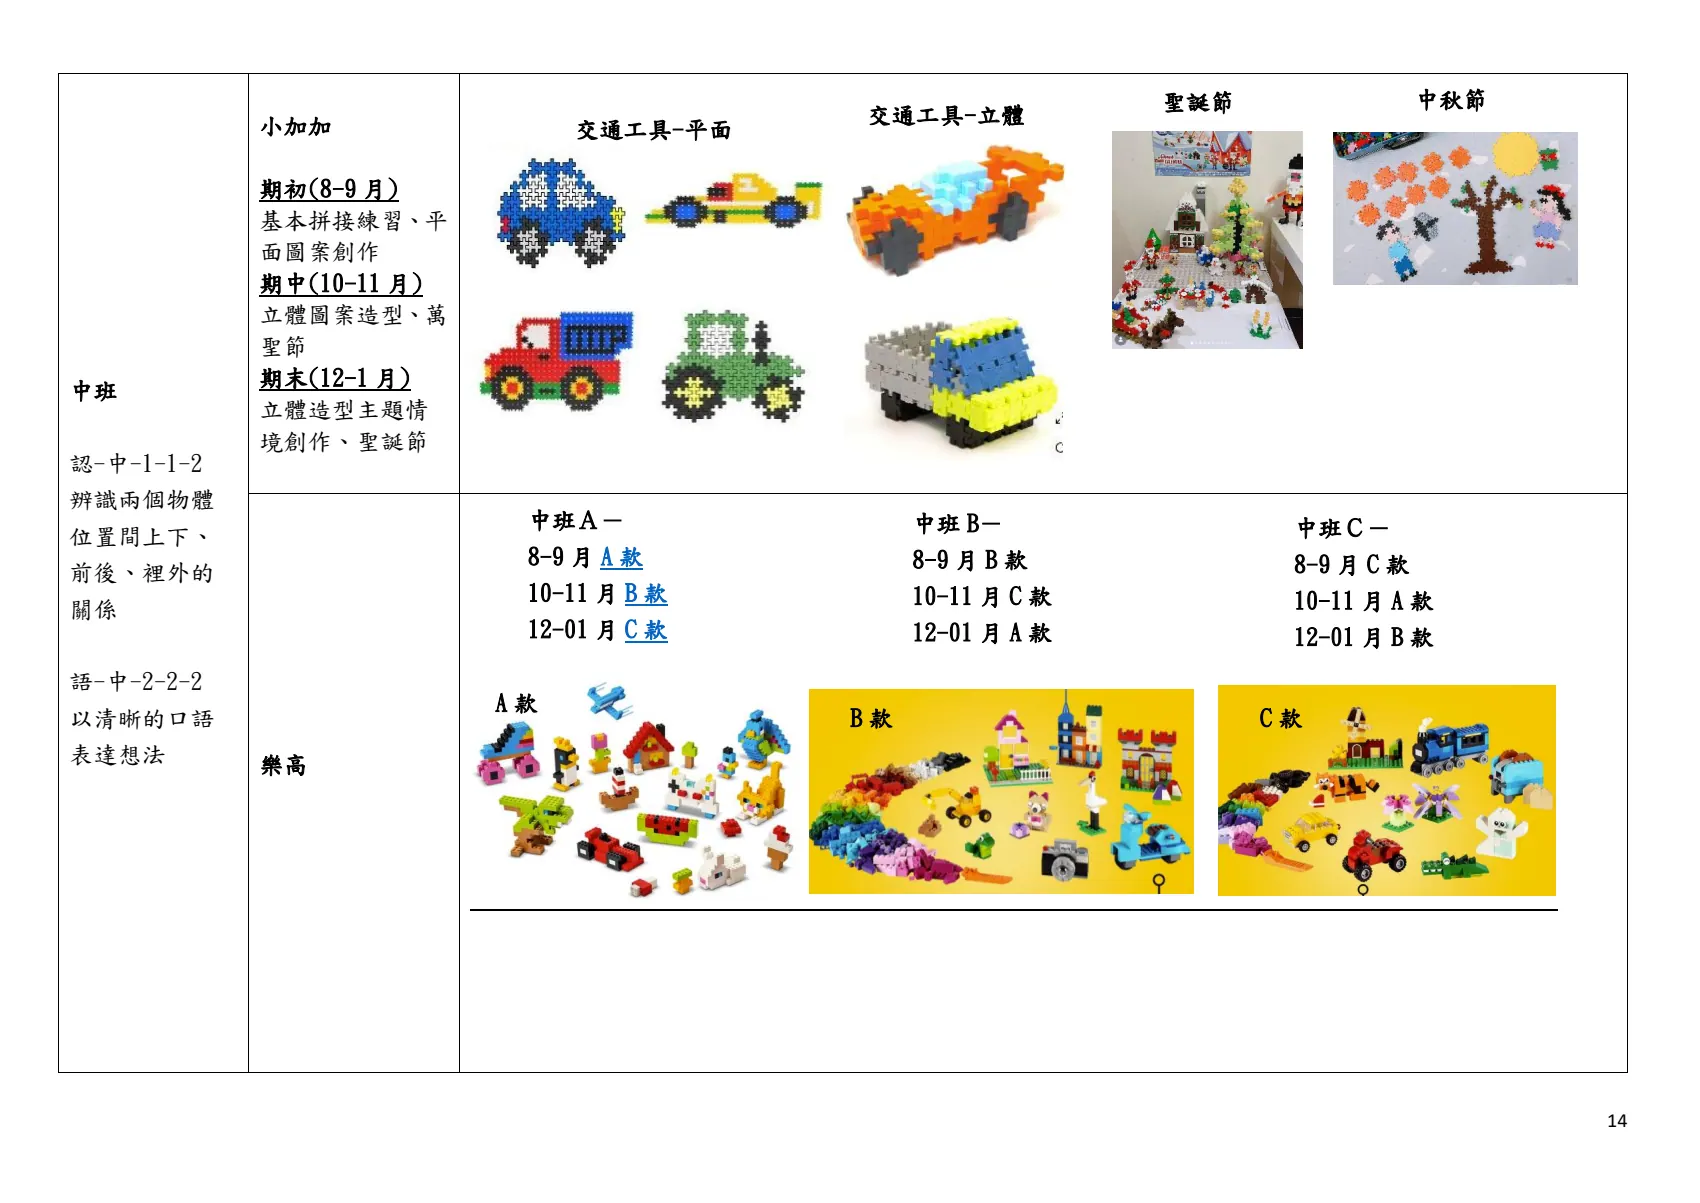 中班
認-中-1-1-2
辨識兩個物體
位置間上下、
前後、裡外的
關係
語-中-2-2-2
以清晰的口語
表達想法
小加加
期初(8-9 月)
基本拼接練習、平
面圖案創作
期中(10-11 月)
立體圖案造型、萬
聖節
期末(12-1 月)
立體造型主題情
境創作、聖誕節
交通工具-平面
交通工具-立體
聖誕節
中秋節
樂高
中班A－
8-9 月 A 款
10-11 月 B 款
12-01 月 C 款
中班 B－
8-9 月 B 款
10-11 月 C 款
12-01 月 A 款
中班C－
8-9 月 C 款
10-11 月 A 款
12-01 月 B 款
A 款
B 款
C 款
14